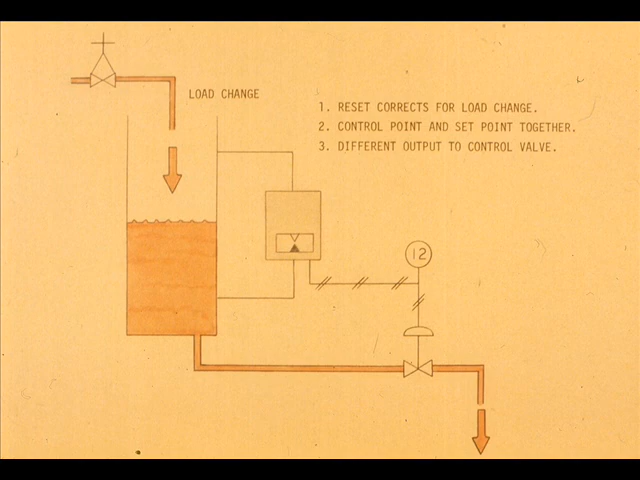 LOAD CHANGE
1. RESET CORRECTS FOR LOAD CHANGE.
2. CONTROL POINT AND SET POINT TOGETHER.
3. DIFFERENT OUTPUT TO CONTROL VALVE.
12